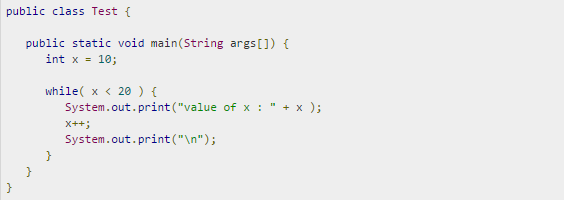 public class Test {
public static void main(String args[]) {
int x = 10;
while( x < 20 ) {
System.out.print("value of x : " + x );
x++;
System.out.print("\n");
}
}
}